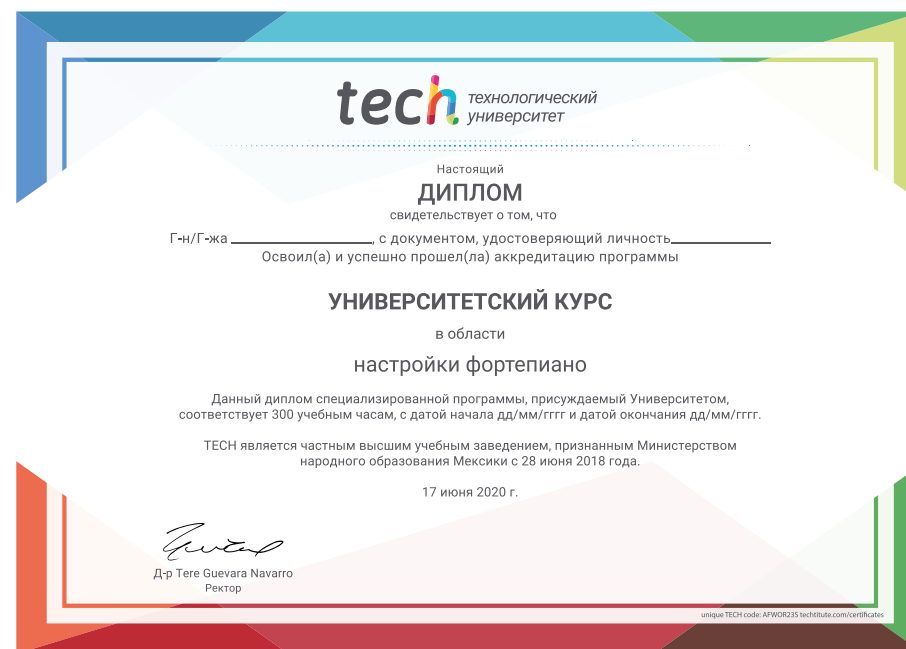 tech технологический
университет
Настоящий
ДИПЛОМ
свидетельствует о том, что
Г-н/Г-жа ______________, с документом, удостоверяющий личность__________
Освоил(а) и успешно прошел(ла) аккредитацию программы
УНИВЕРСИТЕТСКИЙ КУРС
в области
настройки фортепиано
Данный диплом специализированной программы, присуждаемый Университетом,
соответствует 300 учебным часам, с датой начала дд/мм/гггг и датой окончания дд/мм/гггг.
TECH является частным высшим учебным заведением, признанным Министерством
народного образования Мексики с 28 июня 2018 года.
17 июня 2020 г.
Д-р Tere Guevara Navarro
Ректор
unique TECH code: AFWOR23S techtitute.com/certificates